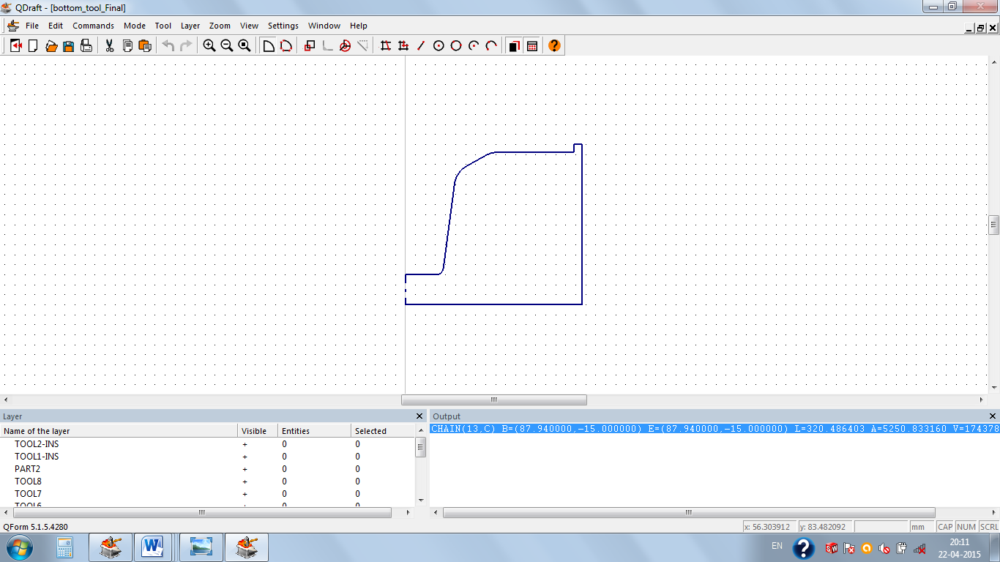 QDraft - [bottom_tool_Final]
File Edit Commands Mode Tool Layer Zoom View Settings Window Help
Layer
Name of the layer Visible Entities Selected
TOOL2-INS + 0 0
TOOL1-INS + 0 0
PART2 + 0 0
TOOL8 + 0 0
TOOL7 + 0 0
TOOL6
Output
CHAIN(13,C) B=(87.940000,-15.000000) E=(87.940000,-15.000000) L=320.486403 A=5250.833160 V=174378
QForm 5.1.5.4280 x: 56.303912 y: 83.482092 mm CAP NUM SCRL
EN
20:11
22-04-2015